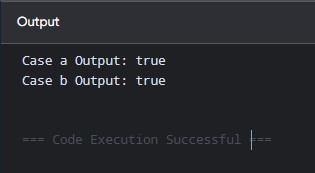 Output
Case a Output: true
Case b Output: true
=== Code Execution Successful ===